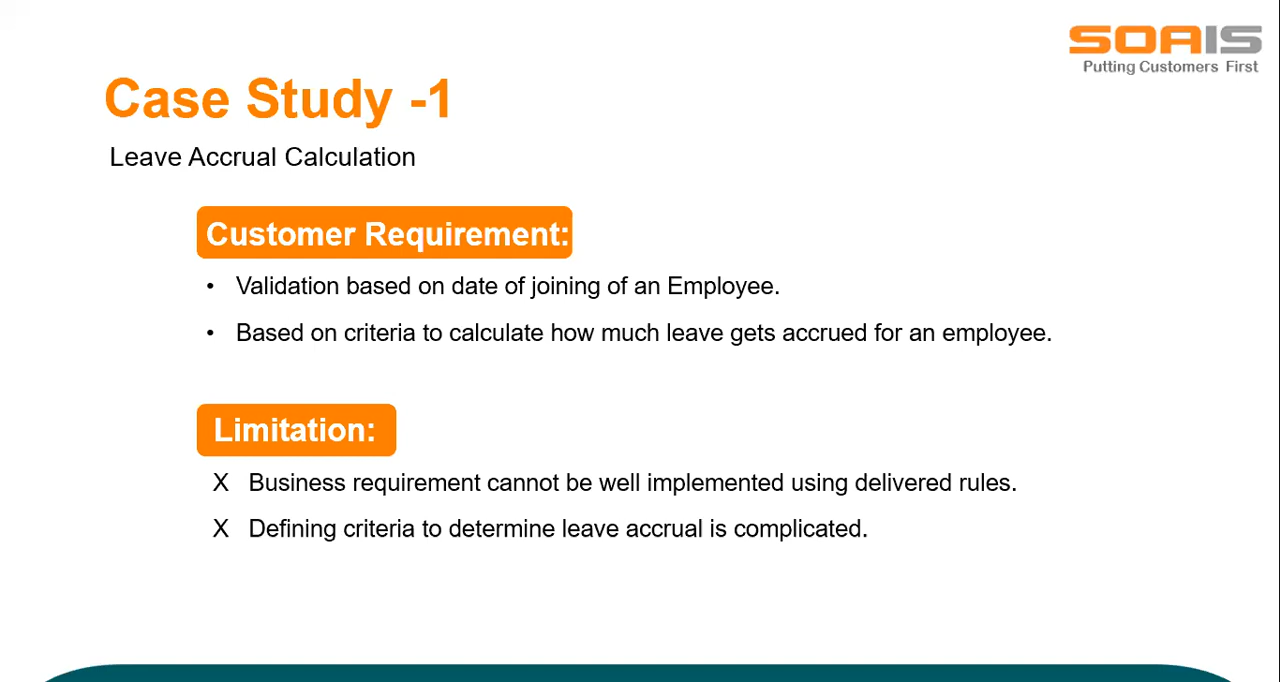 SOAIS
Putting Customers First
Case Study -1
Leave Accrual Calculation
Customer Requirement:
• Validation based on date of joining of an Employee.
• Based on criteria to calculate how much leave gets accrued for an employee.
Limitation:
X Business requirement cannot be well implemented using delivered rules.
X Defining criteria to determine leave accrual is complicated.